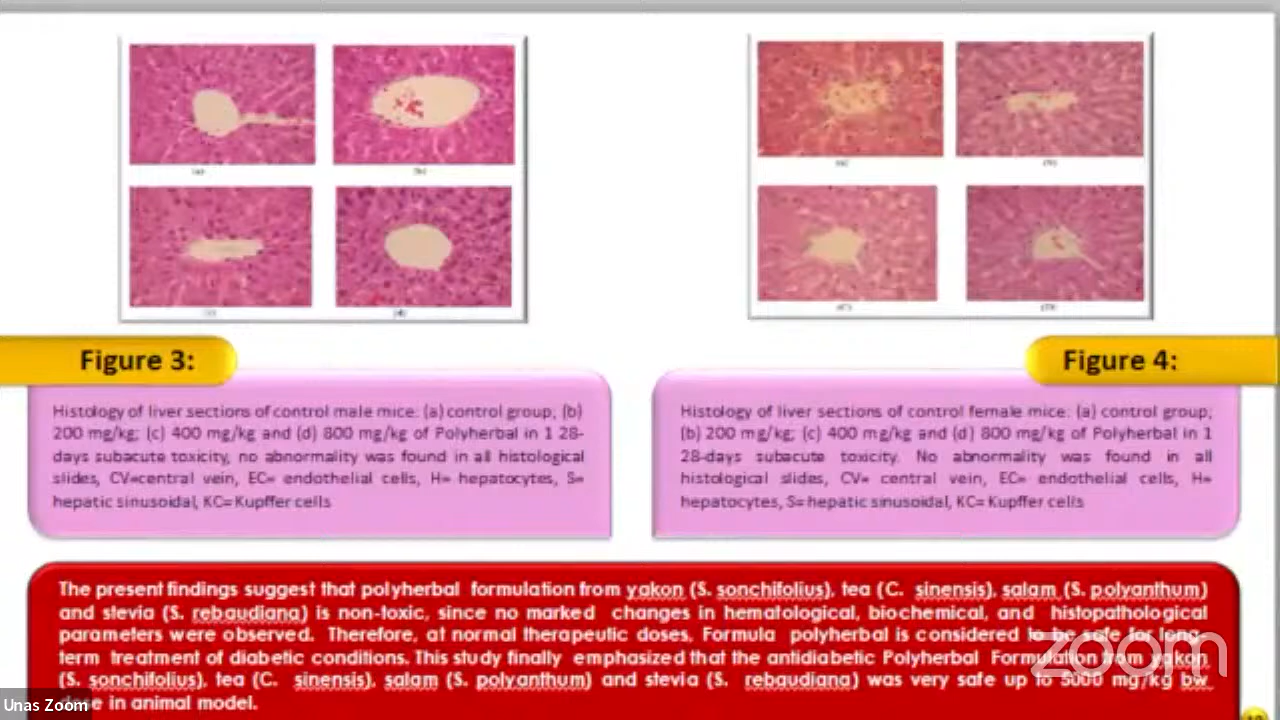 Figure 3:
Figure 4:
Histology of liver sections of control male mice: (a) control group; (b)
200 mg/kg; (c) 400 mg/kg and (d) 800 mg/kg of Polyherbal in 1 28-
days subacute toxicity, no abnormality was found in all histological
slides, CV=central vein, EC= endothelial cells, H= hepatocytes, S=
hepatic sinusoidal, KC= Kupffer cells
Histology of liver sections of control female mice: (a) control group;
(b) 200 mg/kg; (c) 400 mg/kg and (d) 800 mg/kg of Polyherbal in 1
28-days subacute toxicity. No abnormality was found in all
histological slides, CV= central vein, EC= endothelial cells, H=
hepatocytes, S= hepatic sinusoidal, KC= Kupffer cells
The present findings suggest that polyherbal formulation from yakon (S. sonchifolius), tea (C. sinensis), salam (S. polyanthum)
and stevia (S. rebaudiana) is non-toxic, since no marked changes in hematological, biochemical, and histopathological
parameters were observed. Therefore, at normal therapeutic doses, Formula polyherbal is considered to be safe for long-
term treatment of diabetic conditions. This study finally emphasized that the antidiabetic Polyherbal Formulation from yakon
(S. sonchifolius), tea (C. sinensis), salam (S. polyanthum) and stevia (S. rebaudiana) was very safe up to 5000 mg/kg bw
in animal model.
zoom
Unas Zoom